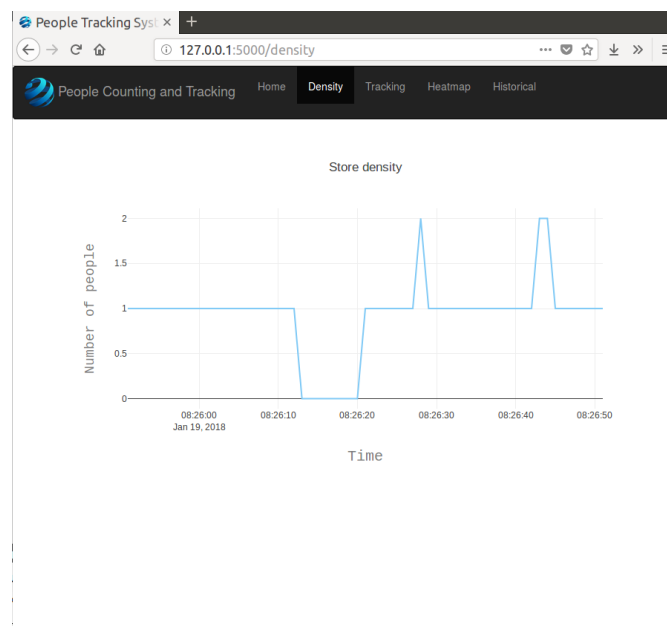 People Tracking Syst
127.0.0.1:5000/density
People Counting and Tracking Home Density Tracking Heatmap Historical
Store density
Number of people
2
1.5
1
0.5
0
08:26:00 08:26:10 08:26:20 08:26:30 08:26:40 08:26:50
Jan 19, 2018
Time